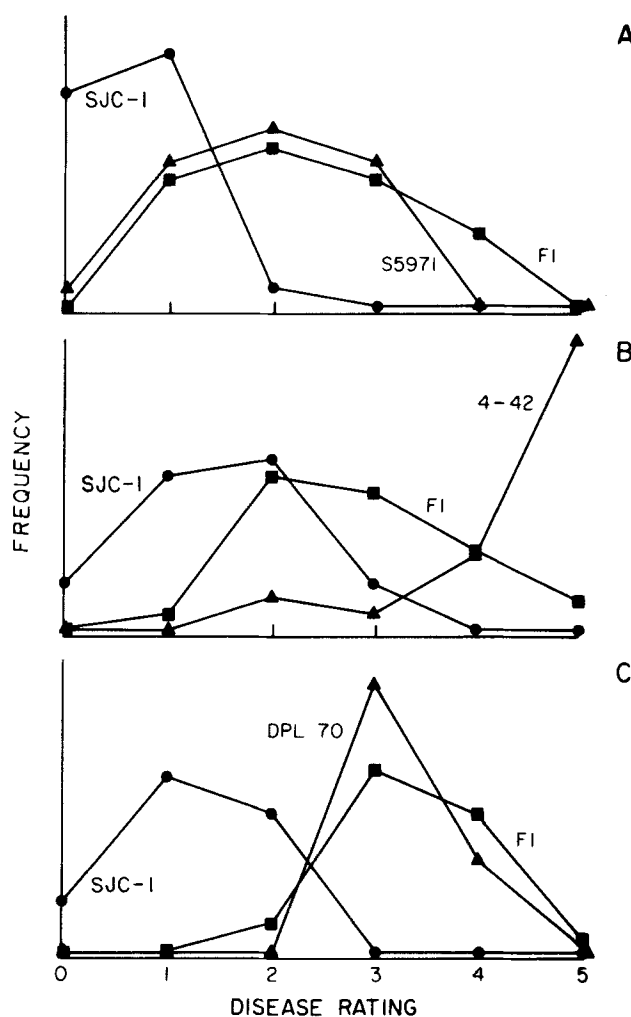 A
SJC-1
S5971
F1
B
4-42
SJC-1
F1
FREQUENCY
C
DPL 70
F1
SJC-1
0 1 2 3 4 5
DISEASE RATING